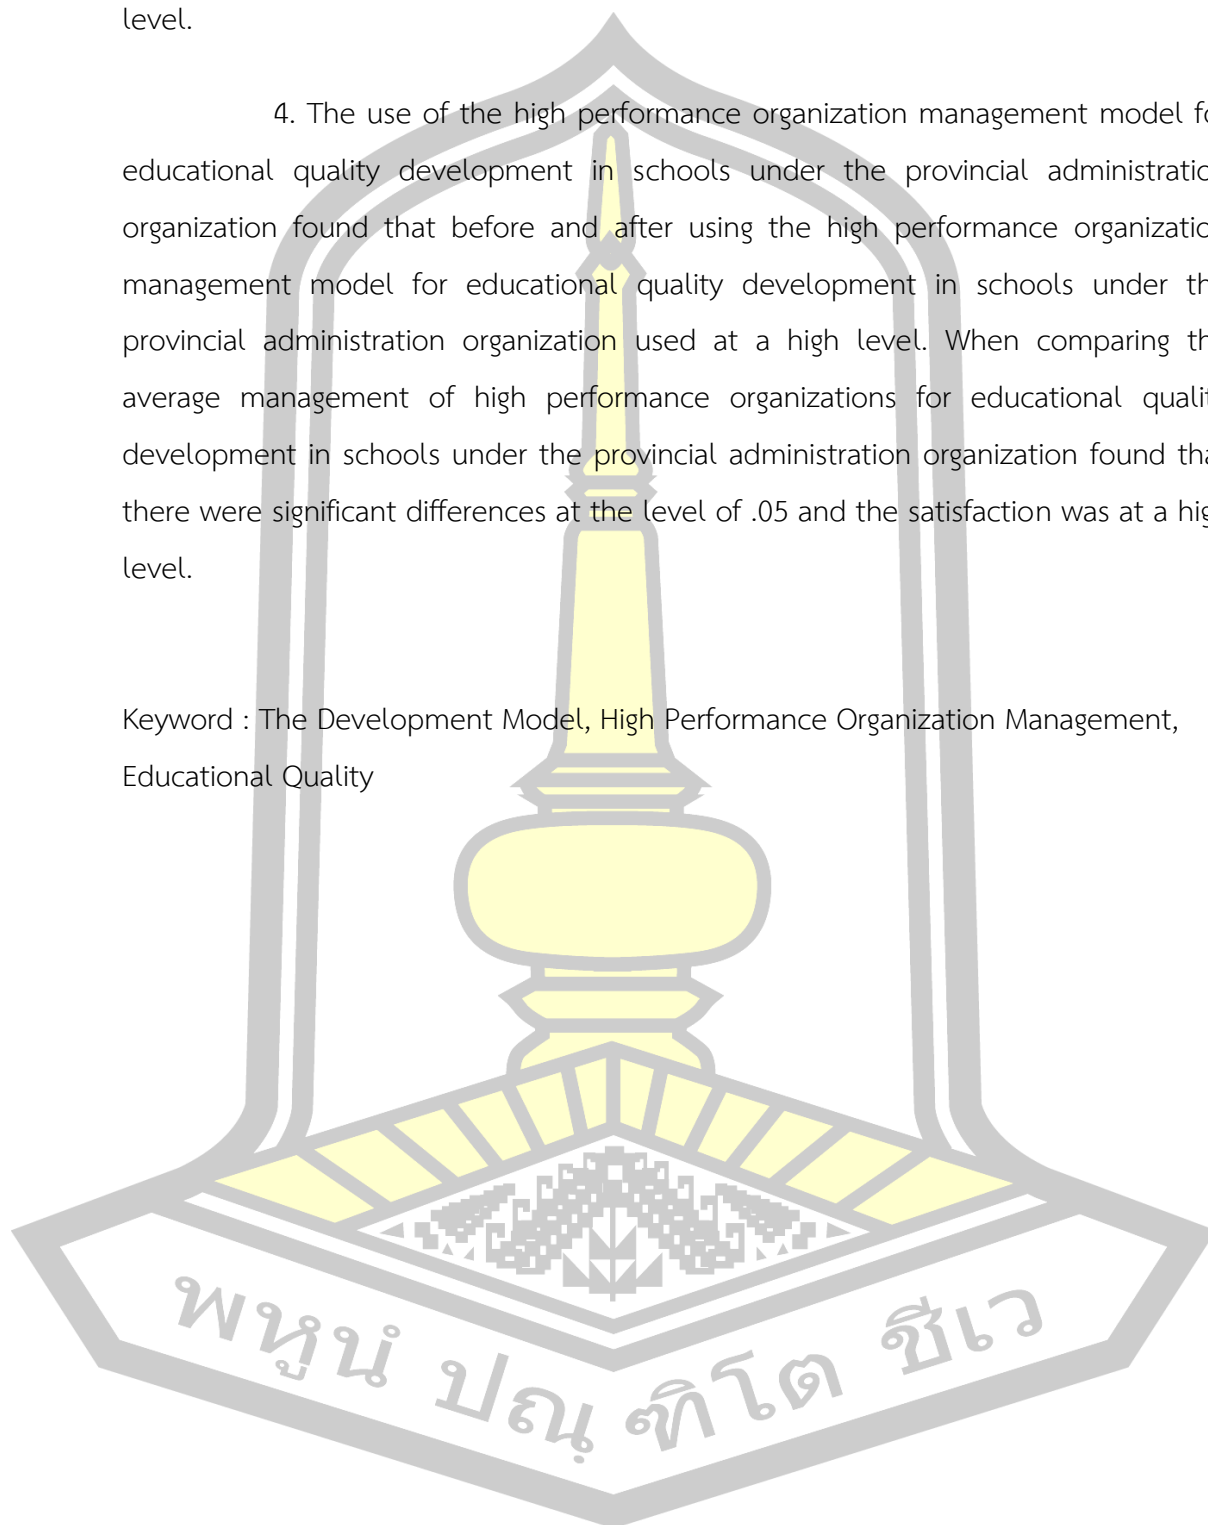 level.
4. The use of the high performance organization management model fo
educational quality development in schools under the provincial administratio
organization found that before and after using the high performance organizatio
management model for educational quality development in schools under th
provincial administration organization used at a high level. When comparing th
average management of high performance organizations for educational qualit
development in schools under the provincial administration organization found tha
there were significant differences at the level of .05 and the satisfaction was at a hig
level.
Keyword : The Development Model, High Performance Organization Management,
Educational Quality
พหูนํ ปณฺฑิโต ชีเว